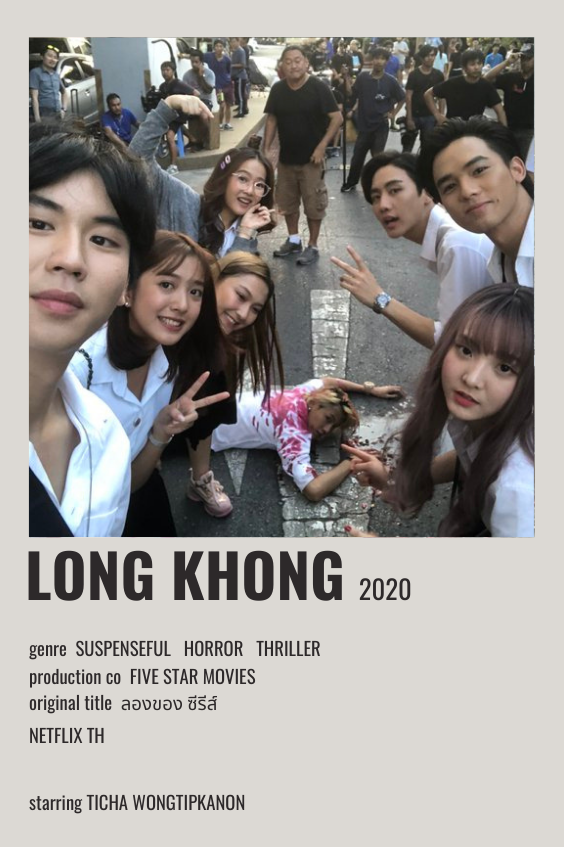 LONG KHONG 2020
genre SUSPENSEFUL HORROR THRILLER
production co FIVE STAR MOVIES
original title ลองของ ซีรีส์
NETFLIX TH
starring TICHA WONGTIPKANON